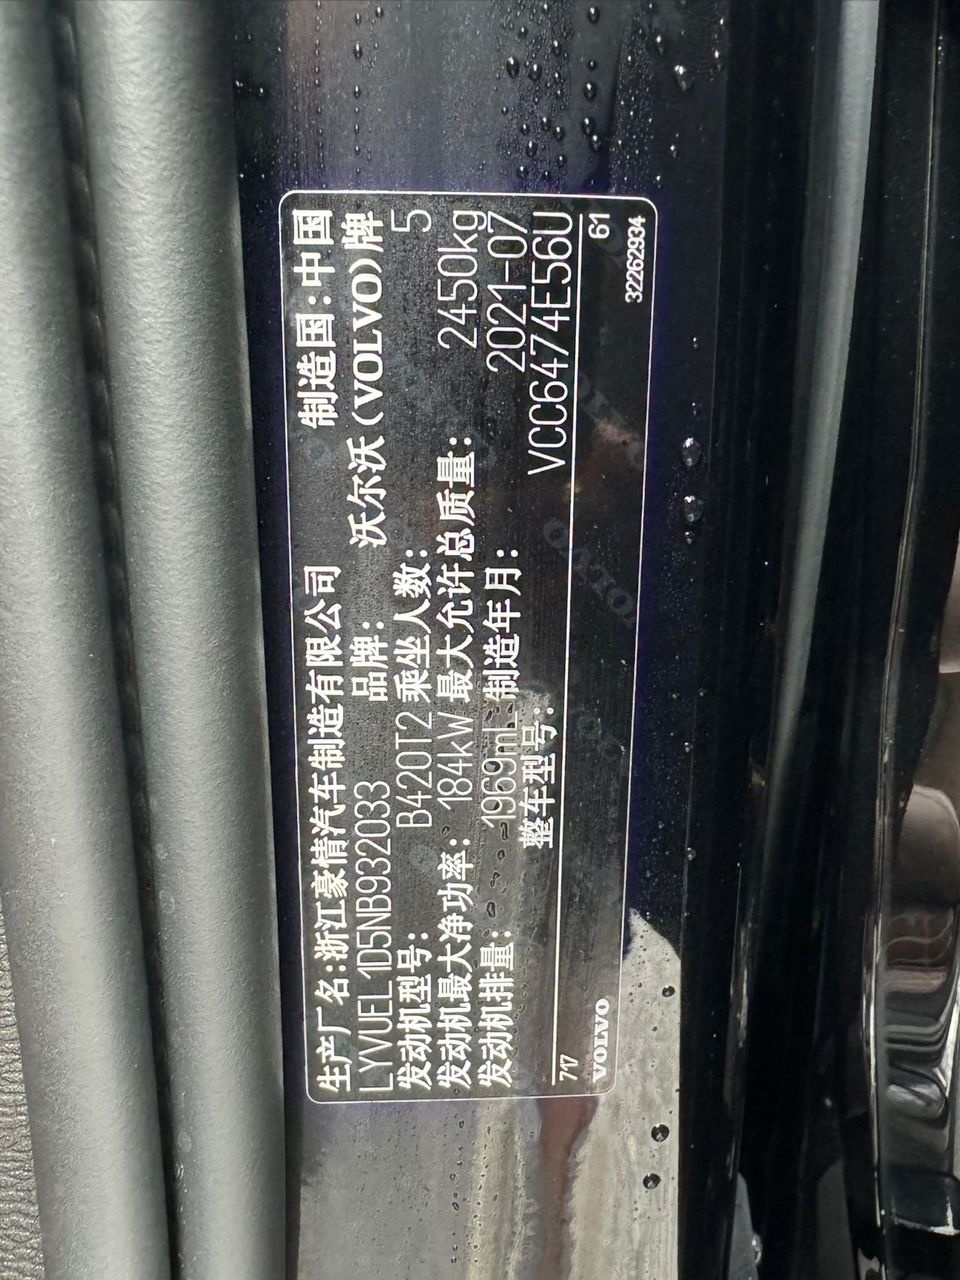 生产厂名:浙江豪情汽车制造有限公司 制造国:中国
LYVUEL1D5NB932033 品牌: 沃尔沃(VOLVO)牌
发动机型号: B420T2 乘坐人数: 5
发动机最大净功率: 184kW 最大允许总质量: 2450kg
发动机排量: 1969mL 制造年月: 2021-07
整车型号: VCC6474E56U
717 61
VOLVO 32262934